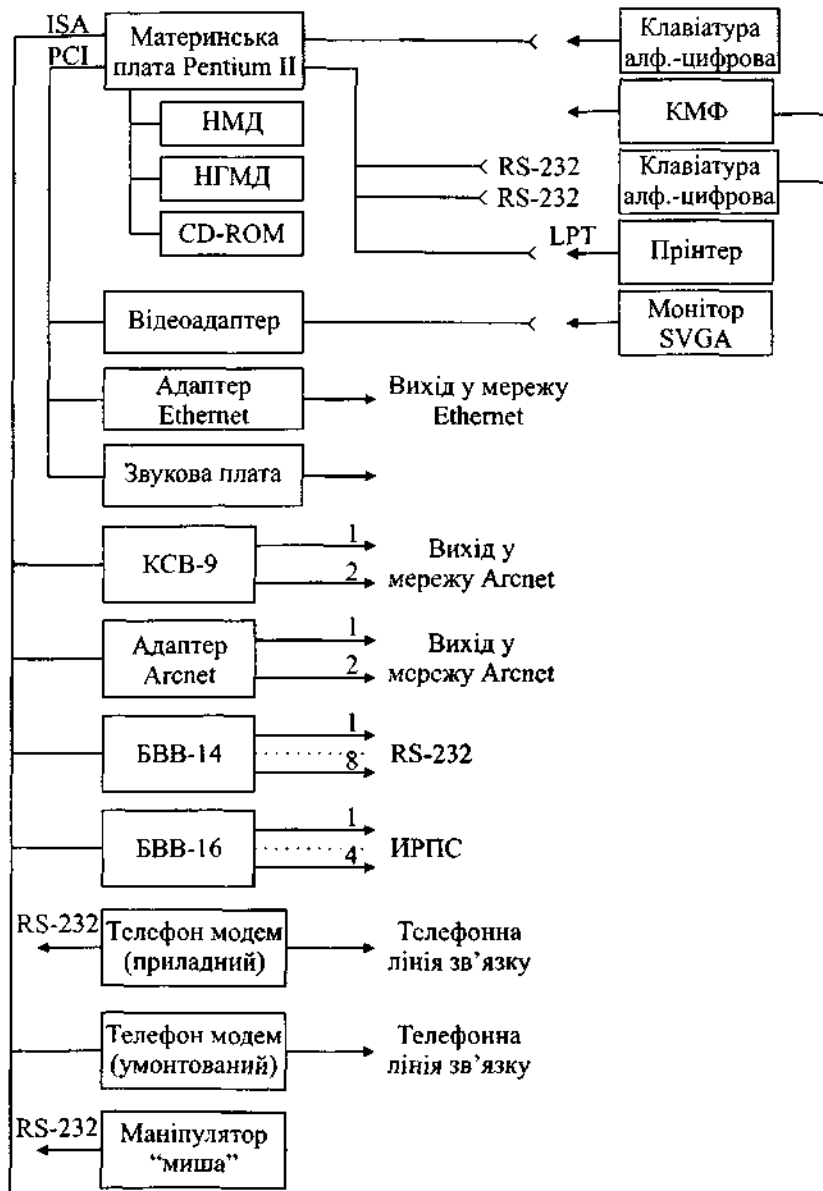 ISA
PCI
Материнська
плата Pentium II
НМД
НГМД
CD-ROM
Клавіатура
алф.-цифрова
КМФ
RS-232
RS-232
Клавіатура
алф.-цифрова
LPT
Прінтер
Відеоадаптер
Монітор
SVGA
Адаптер
Ethernet
Вихід у мережу
Ethernet
Звукова плата
КСВ-9
1
2
Вихід у
мережу Arcnet
Адаптер
Arcnet
1
2
Вихід у
мережу Arcnet
БВВ-14
1
8
RS-232
БВВ-16
1
4
ИРПС
RS-232
Телефон модем
(приладний)
Телефонна
лінія зв’язку
Телефон модем
(умонтований)
Телефонна
лінія зв’язку
RS-232
Маніпулятор
“миша”